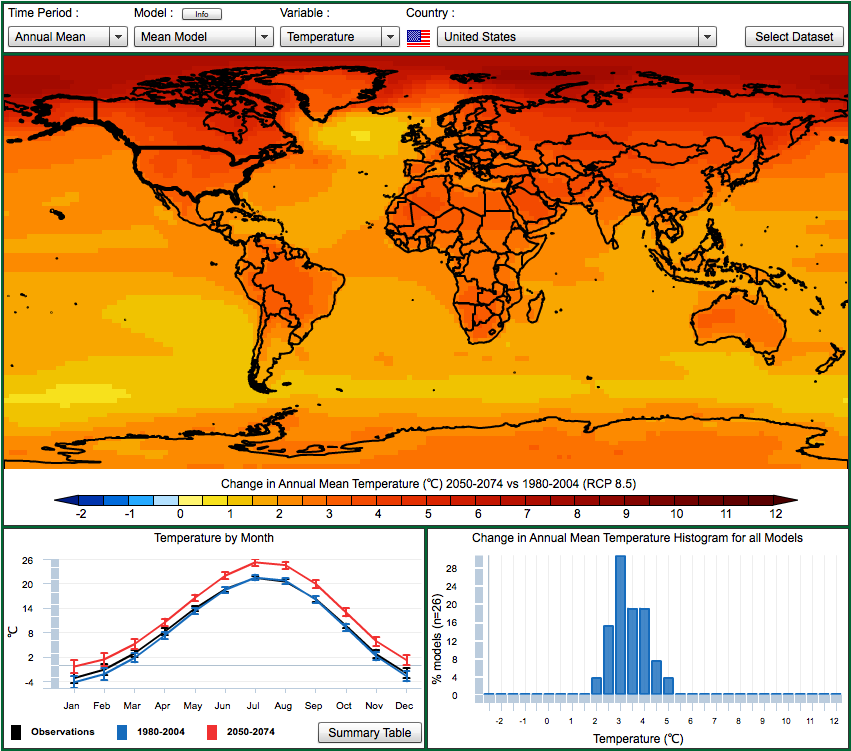 Time Period : Model : Info Variable : Country :
Annual Mean Mean Model Temperature United States Select Dataset
Change in Annual Mean Temperature (℃) 2050-2074 vs 1980-2004 (RCP 8.5)
-2 -1 0 1 2 3 4 5 6 7 8 9 10 11 12
Temperature by Month
26
20
14
8
2
-4
℃
Jan Feb Mar Apr May Jun Jul Aug Sep Oct Nov Dec
Observations 1980-2004 2050-2074 Summary Table
Change in Annual Mean Temperature Histogram for all Models
28
24
20
16
12
8
4
0
% models (n=26)
-2 -1 0 1 2 3 4 5 6 7 8 9 10 11 12
Temperature (℃)